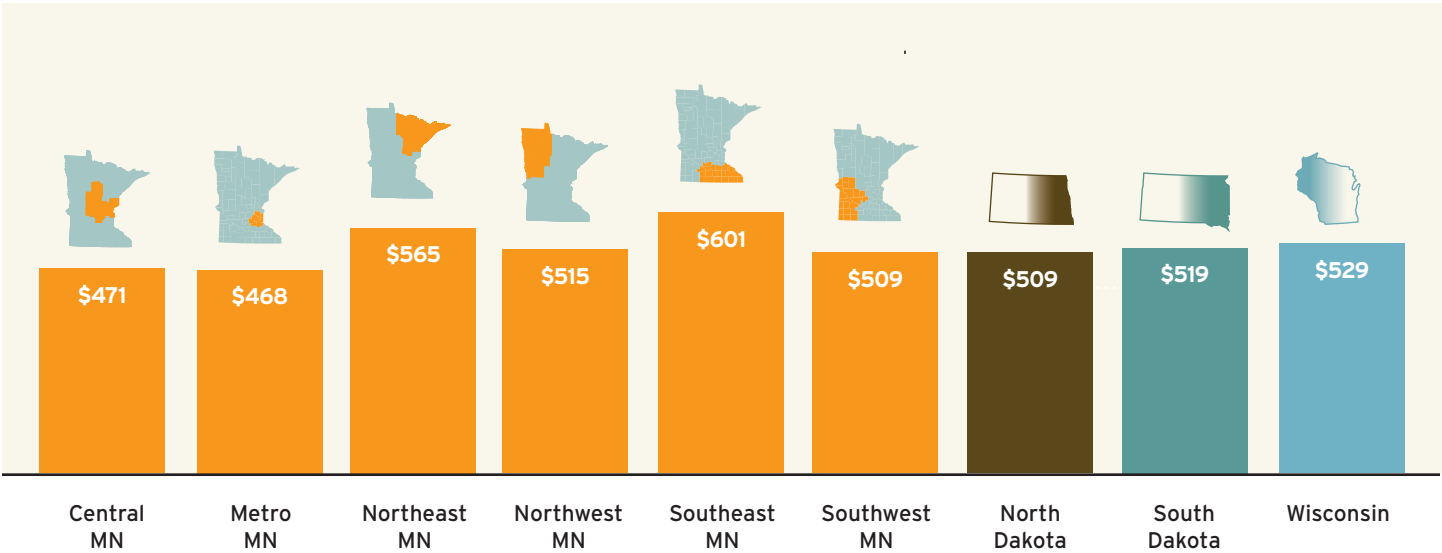 $471
$468
$565
$515
$601
$509
$509
$519
$529
Central
MN
Metro
MN
Northeast
MN
Northwest
MN
Southeast
MN
Southwest
MN
North
Dakota
South
Dakota
Wisconsin